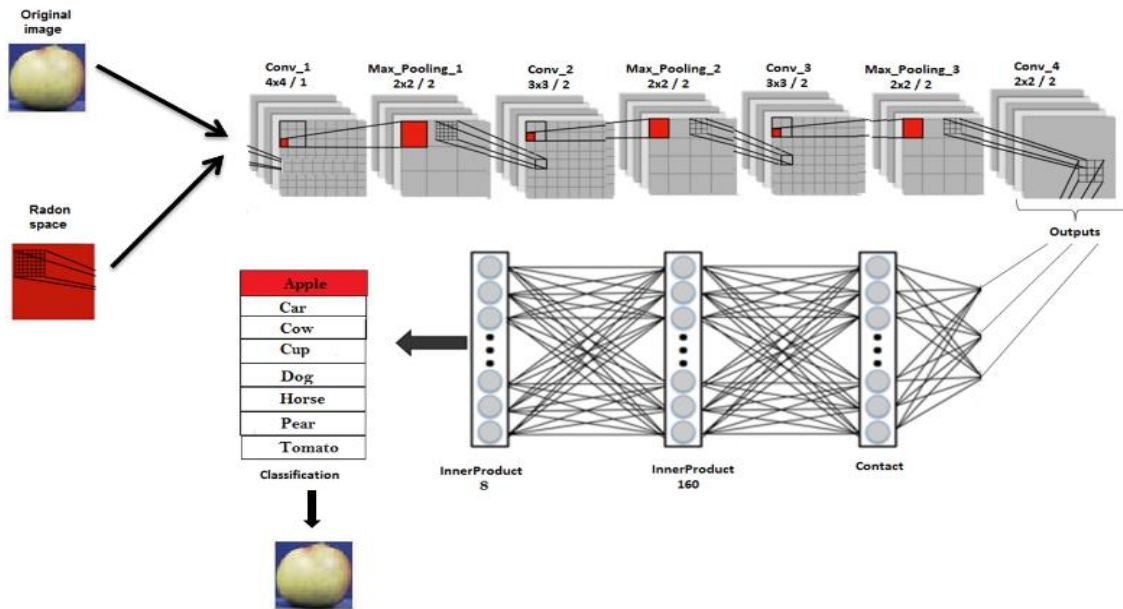 Original
image
Conv_1
4x4 / 1
Max_Pooling_1
2x2 / 2
Conv_2
3x3 / 2
Max_Pooling_2
2x2 / 2
Conv_3
3x3 / 2
Max_Pooling_3
2x2 / 2
Conv_4
2x2 / 2
Radon
space
Outputs
Apple
Car
Cow
Cup
Dog
Horse
Pear
Tomato
Classification
InnerProduct
8
InnerProduct
160
Contact